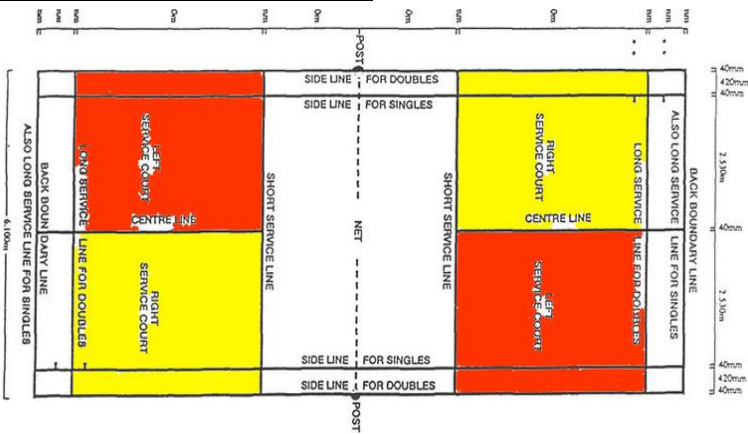 POST
40mm
420mm
40mm
SIDE LINE FOR DOUBLES
SIDE LINE FOR SINGLES
LEFT
SERVICE COURT
RIGHT
SERVICE COURT
LONG SERVICE LINE FOR DOUBLES
BACK BOUNDARY LINE
ALSO LONG SERVICE LINE FOR SINGLES
SHORT SERVICE LINE
NET
SHORT SERVICE LINE
LONG SERVICE LINE FOR DOUBLES
ALSO LONG SERVICE LINE FOR SINGLES
BACK BOUNDARY LINE
2.530m
CENTRE LINE
CENTRE LINE
40mm
6.100m
RIGHT
SERVICE COURT
LEFT
SERVICE COURT
2.530m
SIDE LINE FOR SINGLES
SIDE LINE FOR DOUBLES
40mm
420mm
40mm
POST